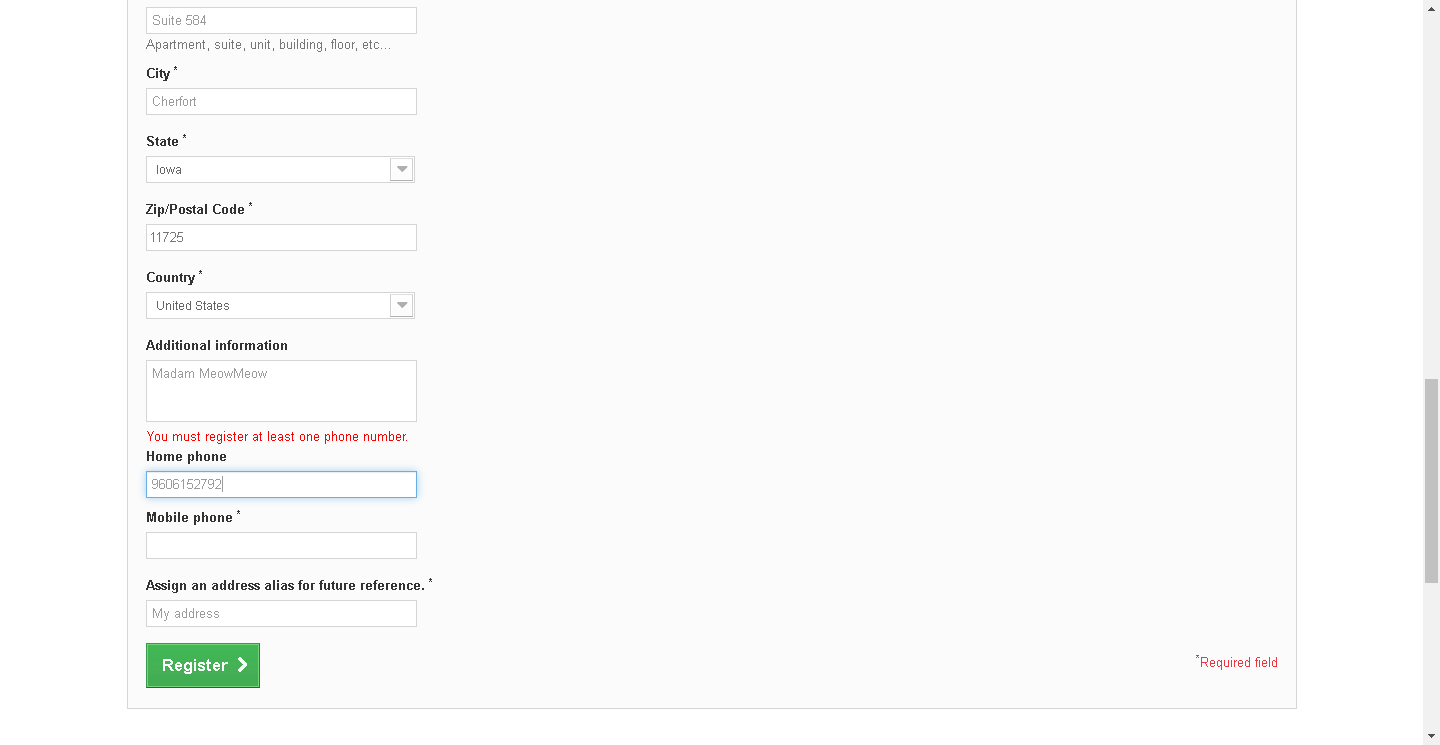 Suite 584
Apartment, suite, unit, building, floor, etc...
City *
Cherfort
State *
Iowa
Zip/Postal Code *
11725
Country *
United States
Additional information
Madam MeowMeow
You must register at least one phone number.
Home phone
9606152792
Mobile phone *
Assign an address alias for future reference. *
My address
Register
*Required field